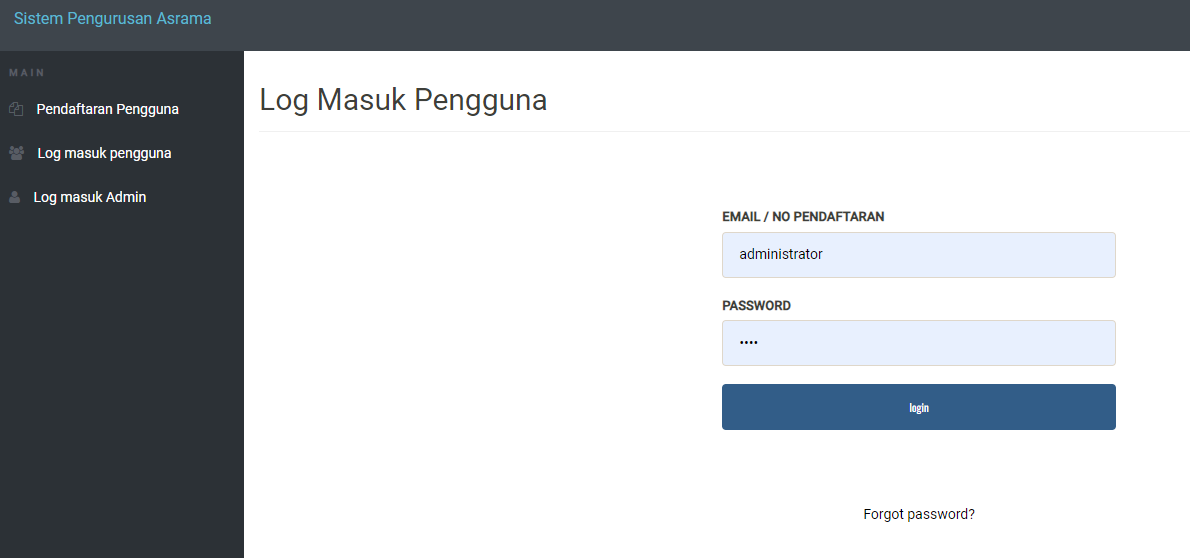 Sistem Pengurusan Asrama
MAIN
Pendaftaran Pengguna
Log masuk pengguna
Log masuk Admin
Log Masuk Pengguna
EMAIL / NO PENDAFTARAN
administrator
PASSWORD
••••
login
Forgot password?